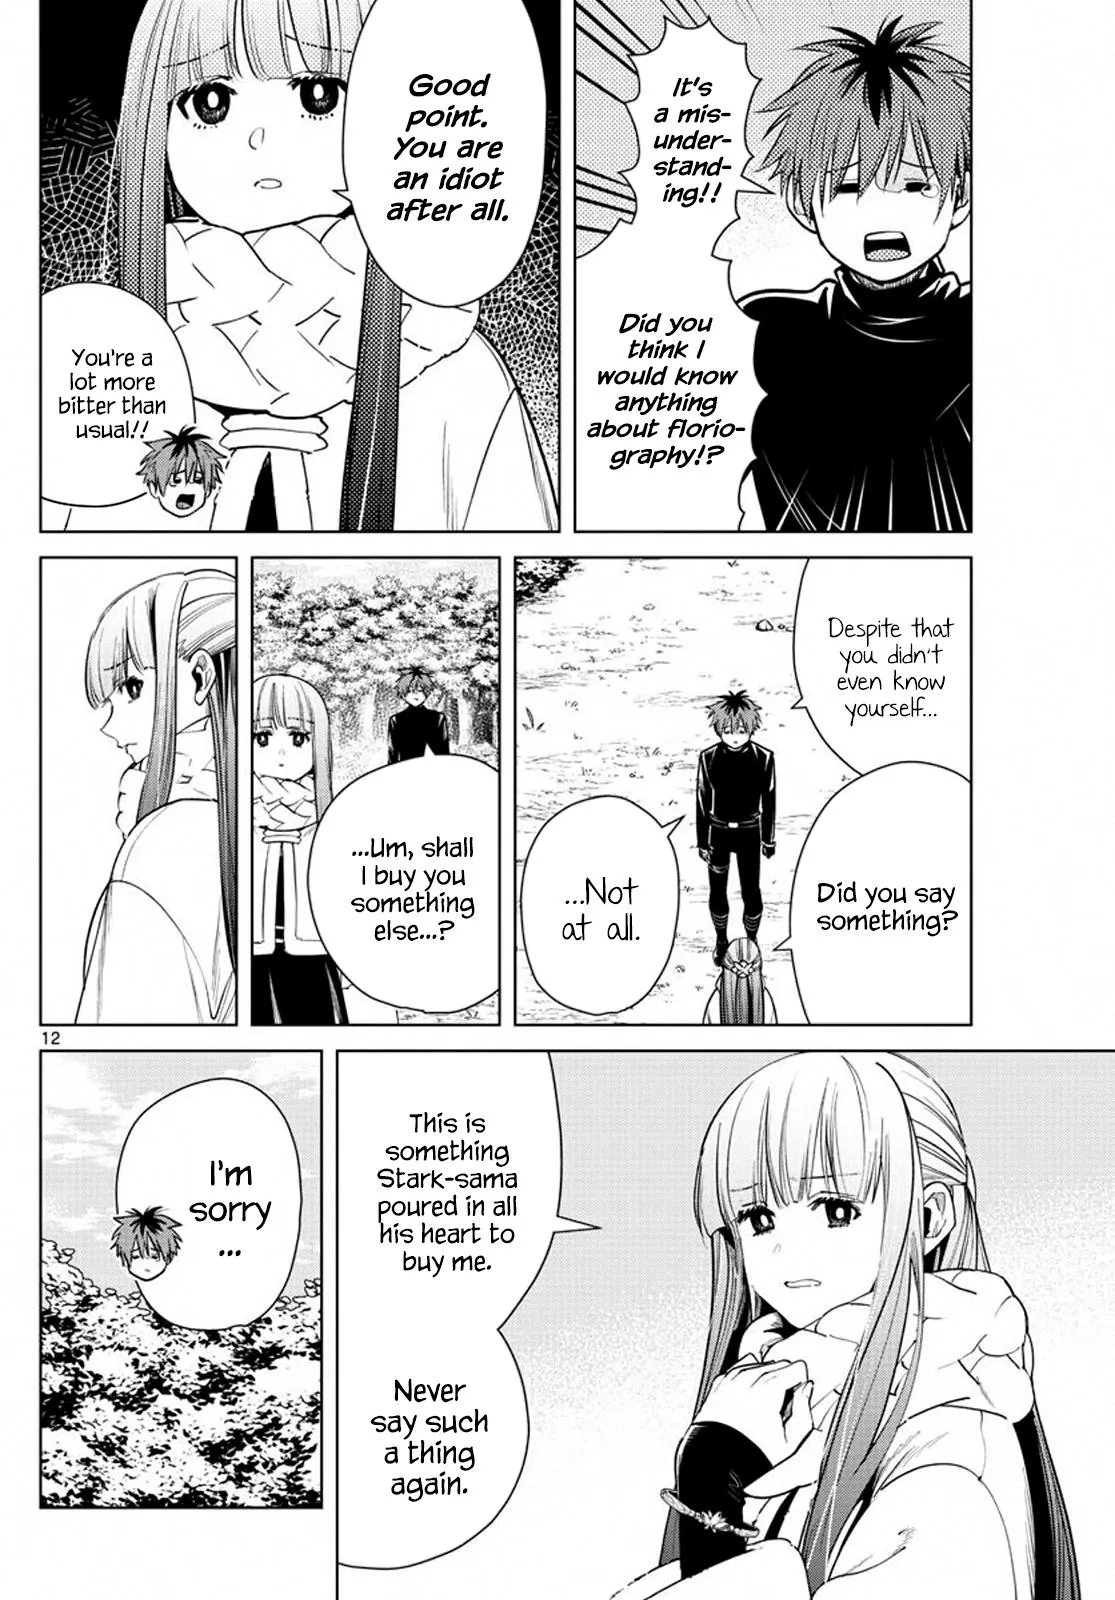 It's
a mis-
under-
stand-
ing!!
Did you
think I
would know
anything
about florio-
graphy!?
Good
point.
You are
an idiot
after all.
You're a
lot more
bitter than
usual!!
Despite that
you didn't
even know
yourself...
Did you say
something?
...Not
at all.
...Um, shall
I buy you
something
else...?
12
This is
something
Stark-sama
poured in all
his heart to
buy me.
Never
say such
a thing
again.
I'm
sorry
...